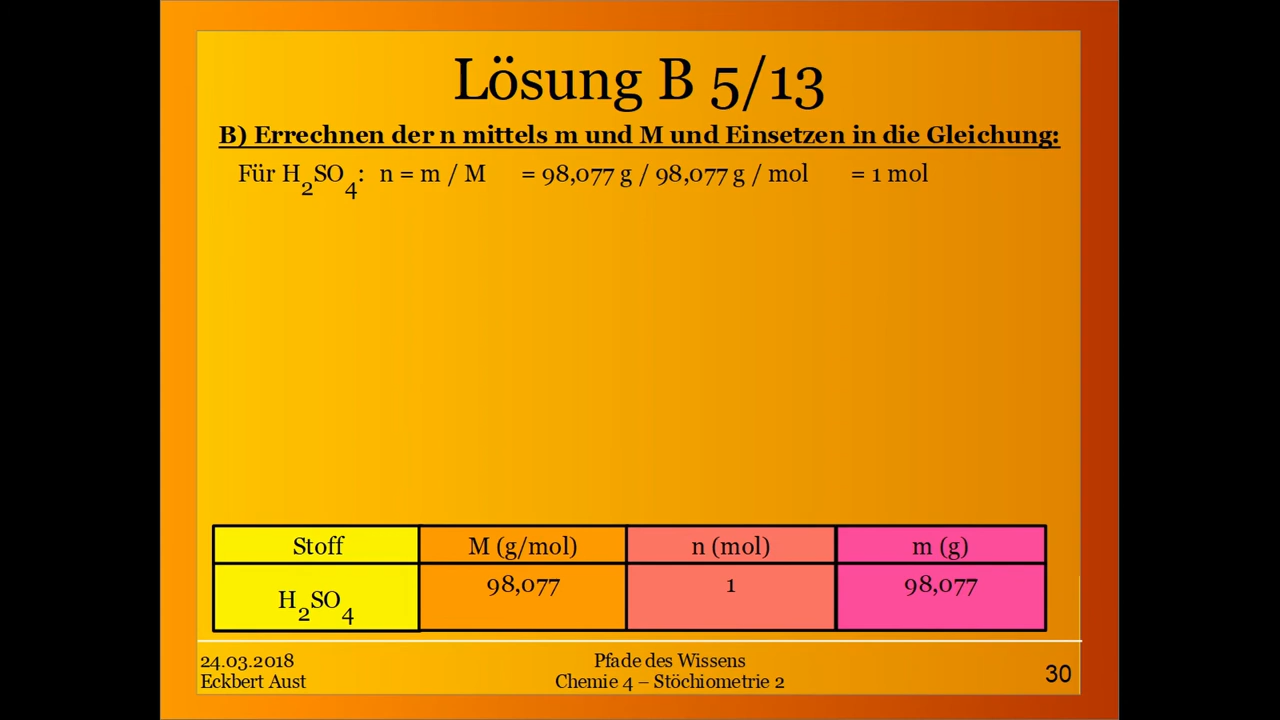 Lösung B 5/13
B) Errechnen der n mittels m und M und Einsetzen in die Gleichung:
Für H₂SO₄: n = m / M = 98,077 g / 98,077 g / mol = 1 mol
Stoff M (g/mol) n (mol) m (g)
H₂SO₄ 98,077 1 98,077
24.03.2018 Pfade des Wissens
Eckbert Aust Chemie 4 – Stöchiometrie 2 30